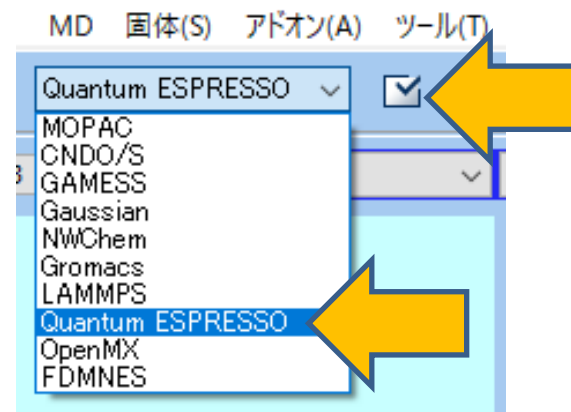 MD 固体(S) アドオン(A) ツール(T)
Quantum ESPRESSO
MOPAC
CNDO/S
GAMESS
Gaussian
NWChem
Gromacs
LAMMPS
Quantum ESPRESSO
OpenMX
FDMNES